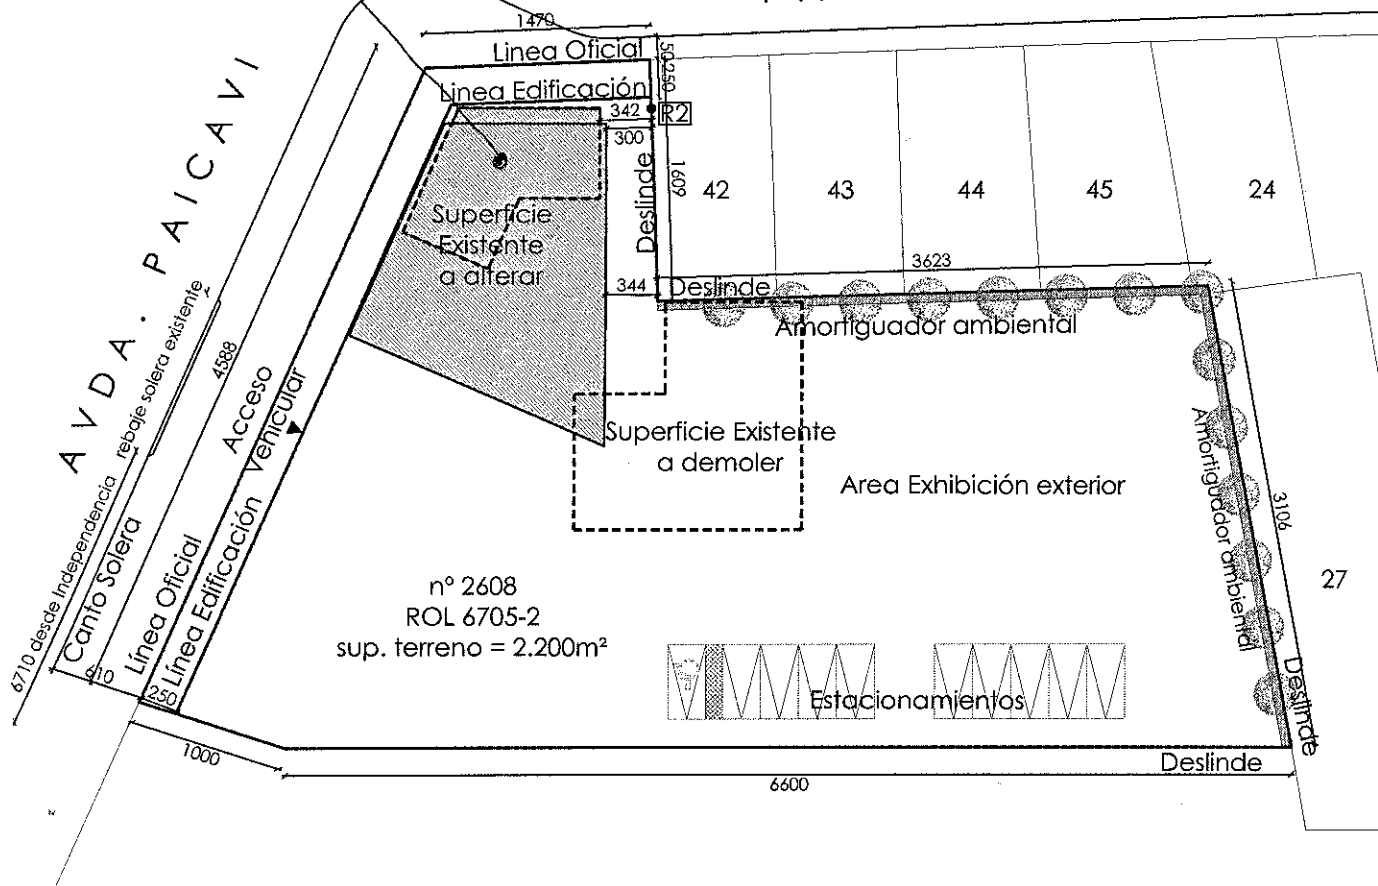 1470
Linea Oficial
50
250
Linea Edificación
342
R2
300
Deslinde
1609
42
43
44
45
24
AVDA. PAICAVI
Superficie
Existente
a alterar
344
3623
Deslinde
Amortiguador ambiental
rebaje solera existente
4588
Acceso
Vehicular
Superficie Existente
a demoler
Area Exhibición exterior
Amortiguador ambiental
3106
27
6710 desde Independencia
Canto Solera
Línea Oficial
Línea Edificación
n° 2608
ROL 6705-2
sup. terreno = 2.200m²
610
250
1000
Estacionamientos
Deslinde
Deslinde
6600